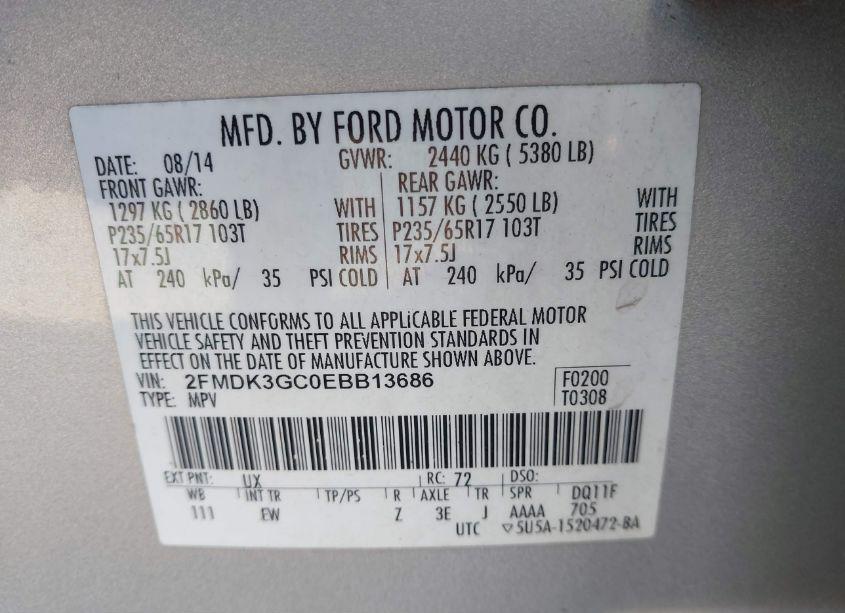 MFD. BY FORD MOTOR CO.
DATE: 08/14 GVWR: 2440 KG ( 5380 LB)
FRONT GAWR: REAR GAWR:
1297 KG ( 2860 LB) WITH 1157 KG ( 2550 LB) WITH
P235/65R17 103T TIRES P235/65R17 103T TIRES
17x7.5J RIMS 17x7.5J RIMS
AT 240 kPa/ 35 PSI COLD AT 240 kPa/ 35 PSI COLD
THIS VEHICLE CONFORMS TO ALL APPLiCABLE FEDERAL MOTOR
VEHICLE SAFETY AND THEFT PREVENTION STANDARDS IN
EFFECT ON THE DATE OF MANUFACTURE SHOWN ABOVE.
VIN: 2FMDK3GC0EBB13686 F0200
TYPE: MPV T0308
EXT PNT: UX RC: 72 DSO:
WB INT TR TP/PS R AXLE TR SPR DQ11F
111 EW Z 3E J AAAA 705
UTC ▽5U5A-1520472-BA